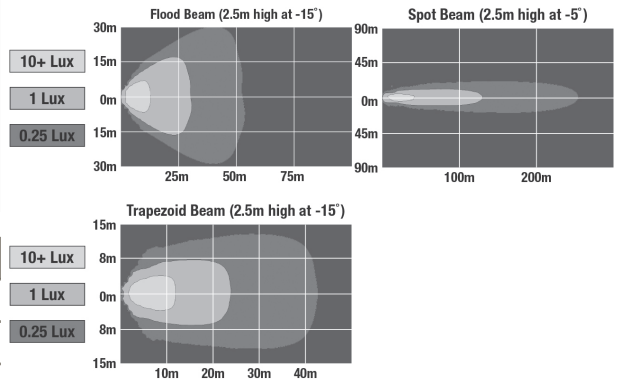 Flood Beam (2.5m high at -15˚)
30m
15m
0m
15m
30m
25m
50m
75m
10+ Lux
1 Lux
0.25 Lux
Spot Beam (2.5m high at -5˚)
90m
45m
0m
45m
90m
100m
200m
Trapezoid Beam (2.5m high at -15˚)
15m
8m
0m
8m
15m
10m
20m
30m
40m
10+ Lux
1 Lux
0.25 Lux